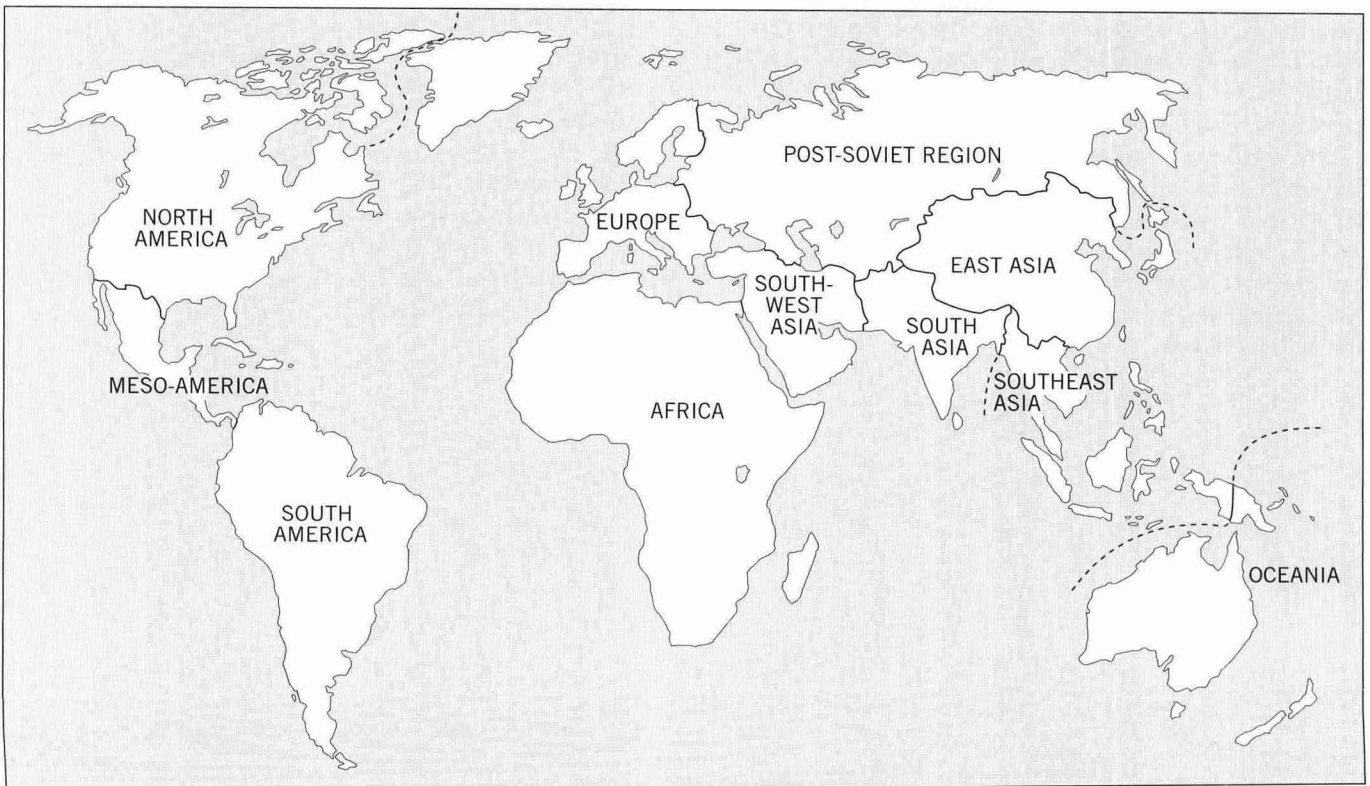 POST-SOVIET REGION
NORTH
AMERICA
EUROPE
EAST ASIA
SOUTH-
WEST
ASIA
SOUTH
ASIA
MESO-AMERICA
SOUTHEAST
ASIA
AFRICA
SOUTH
AMERICA
OCEANIA